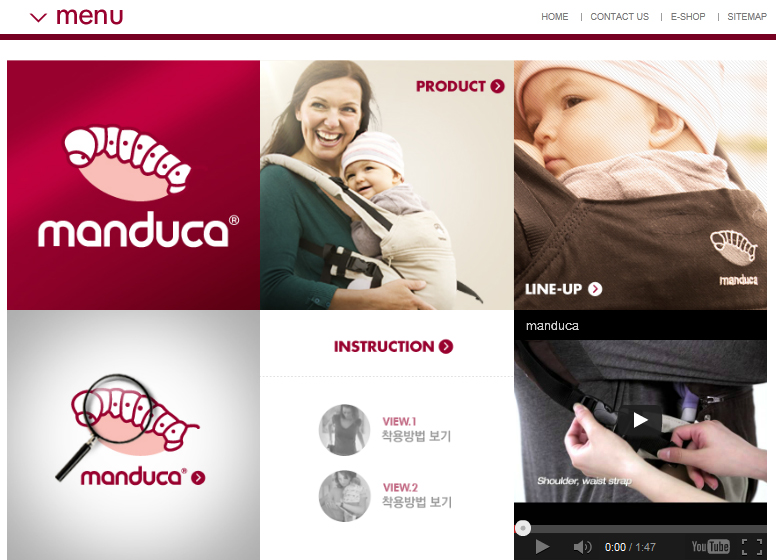 menu
HOME | CONTACT US | E-SHOP | SITEMAP
manduca®
PRODUCT
manduca
LINE-UP
manduca®
INSTRUCTION
VIEW.1
착용방법 보기
VIEW.2
착용방법 보기
manduca
Shoulder, waist strap
0:00 / 1:47
YouTube